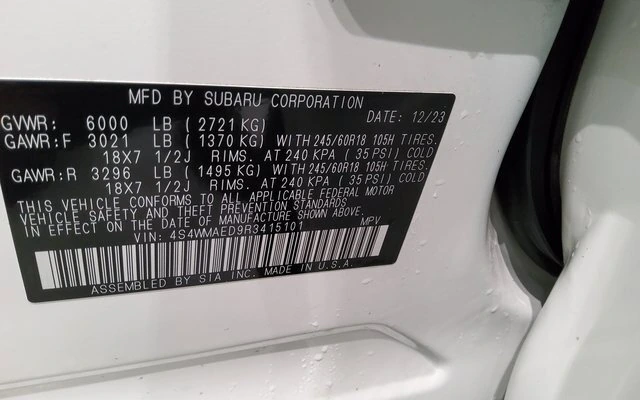 MFD BY SUBARU CORPORATION
DATE: 12/23
GVWR: 6000 LB (2721 KG)
GAWR:F 3021 LB (1370 KG) WITH 245/60R18 105H TIRES.
18X7 1/2J RIMS. AT 240 KPA (35 PSI) COLD
GAWR:R 3296 LB (1495 KG) WITH 245/60R18 105H TIRES.
18X7 1/2J RIMS. AT 240 KPA (35 PSI) COLD
THIS VEHICLE CONFORMS TO ALL APPLICABLE FEDERAL MOTOR
VEHICLE SAFETY AND THEFT PREVENTION STANDARDS
IN EFFECT ON THE DATE OF MANUFACTURE SHOWN ABOVE.
VIN: 4S4WMAED9R3415101 MPV
ASSEMBLED BY SIA INC. MADE IN U.S.A.